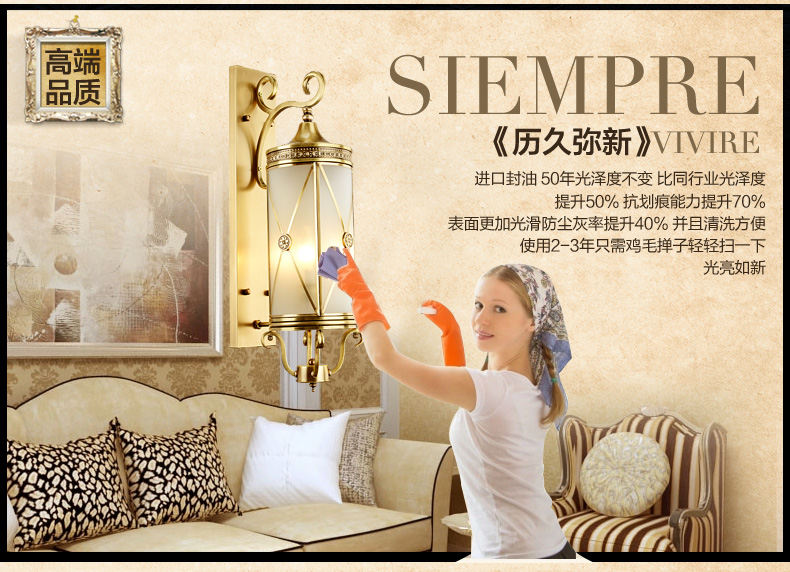 高端
品质
SIEMPRE
《历久弥新》VIVIRE
进口封油 50年光泽度不变 比同行业光泽度
提升50% 抗划痕能力提升70%
表面更加光滑防尘灰率提升40% 并且清洗方便
使用2-3年只需鸡毛掸子轻轻扫一下
光亮如新